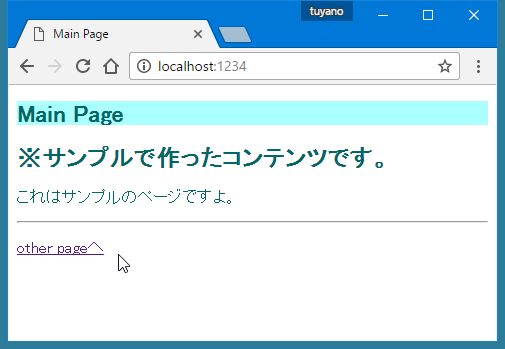 tuyano
Main Page
localhost:1234
Main Page
※サンプルで作ったコンテンツです。
これはサンプルのページですよ。
other pageへ